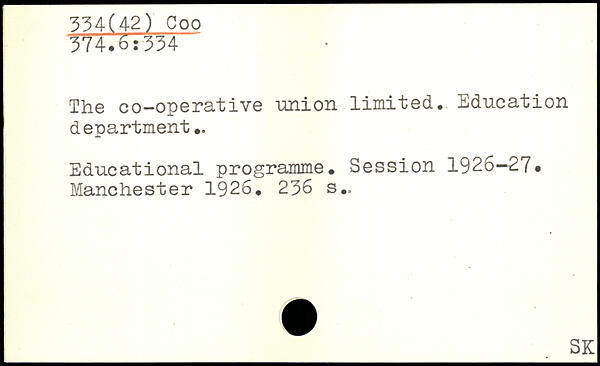 334(42) Coo
374.6:334
The co-operative union limited. Education
department..
Educational programme. Session 1926-27.
Manchester 1926. 236 s..
SK